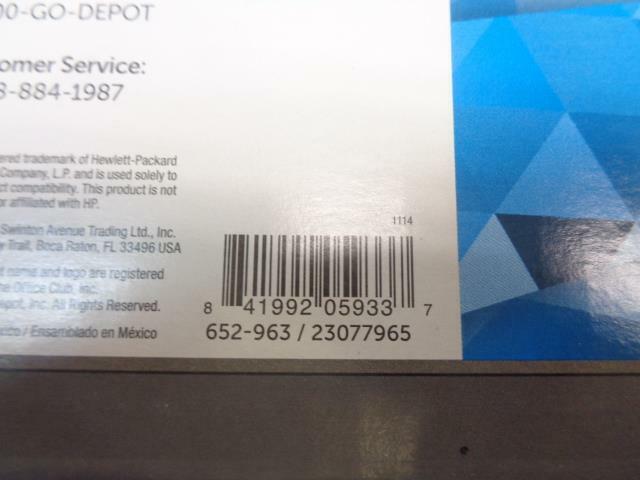 00-GO-DEPOT
omer Service:
8-884-1987
ered trademark of Hewlett-Packard
Company, L.P. and is used solely to
ct compatibility. This product is not
or affiliated with HP.
Swinton Avenue Trading Ltd., Inc.
Trail, Boca Raton, FL 33496 USA
t name and logo are registered
he Office Club, Inc.
Depot, Inc. All Rights Reserved.
xico / Ensamblado en México
1114
8 41992 05933 7
652-963 / 23077965